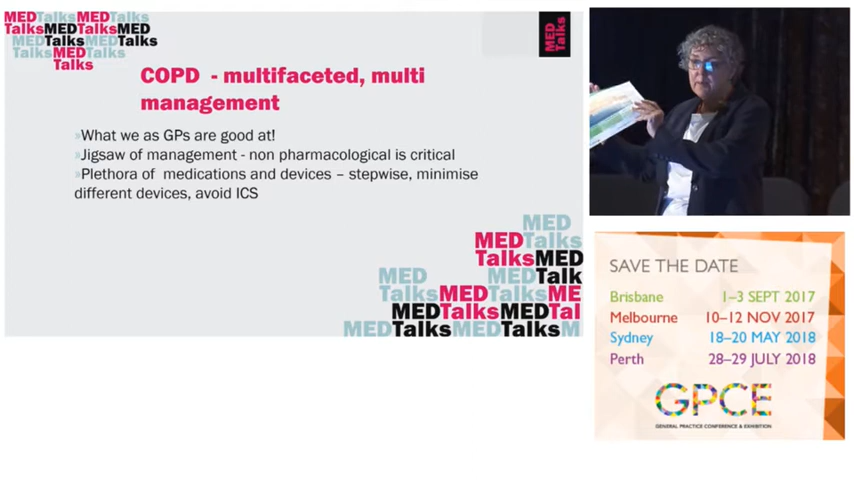 MEDTalksMEDTalks
TalksMEDTalksMED
MEDTalksMEDTalks
TalksMEDTalks
Talks
MED
Talks
COPD - multifaceted, multi
management
»What we as GPs are good at!
»Jigsaw of management - non pharmacological is critical
»Plethora of medications and devices – stepwise, minimise
different devices, avoid ICS
MED
MEDTalks
TalksMED
MED MEDTalk
TalksMEDTalksME
MEDTalksMEDTal
MEDTalksMEDTalksM
SAVE THE DATE
Brisbane 1–3 SEPT 2017
Melbourne 10–12 NOV 2017
Sydney 18–20 MAY 2018
Perth 28–29 JULY 2018
GPCE
GENERAL PRACTICE CONFERENCE & EXHIBITION